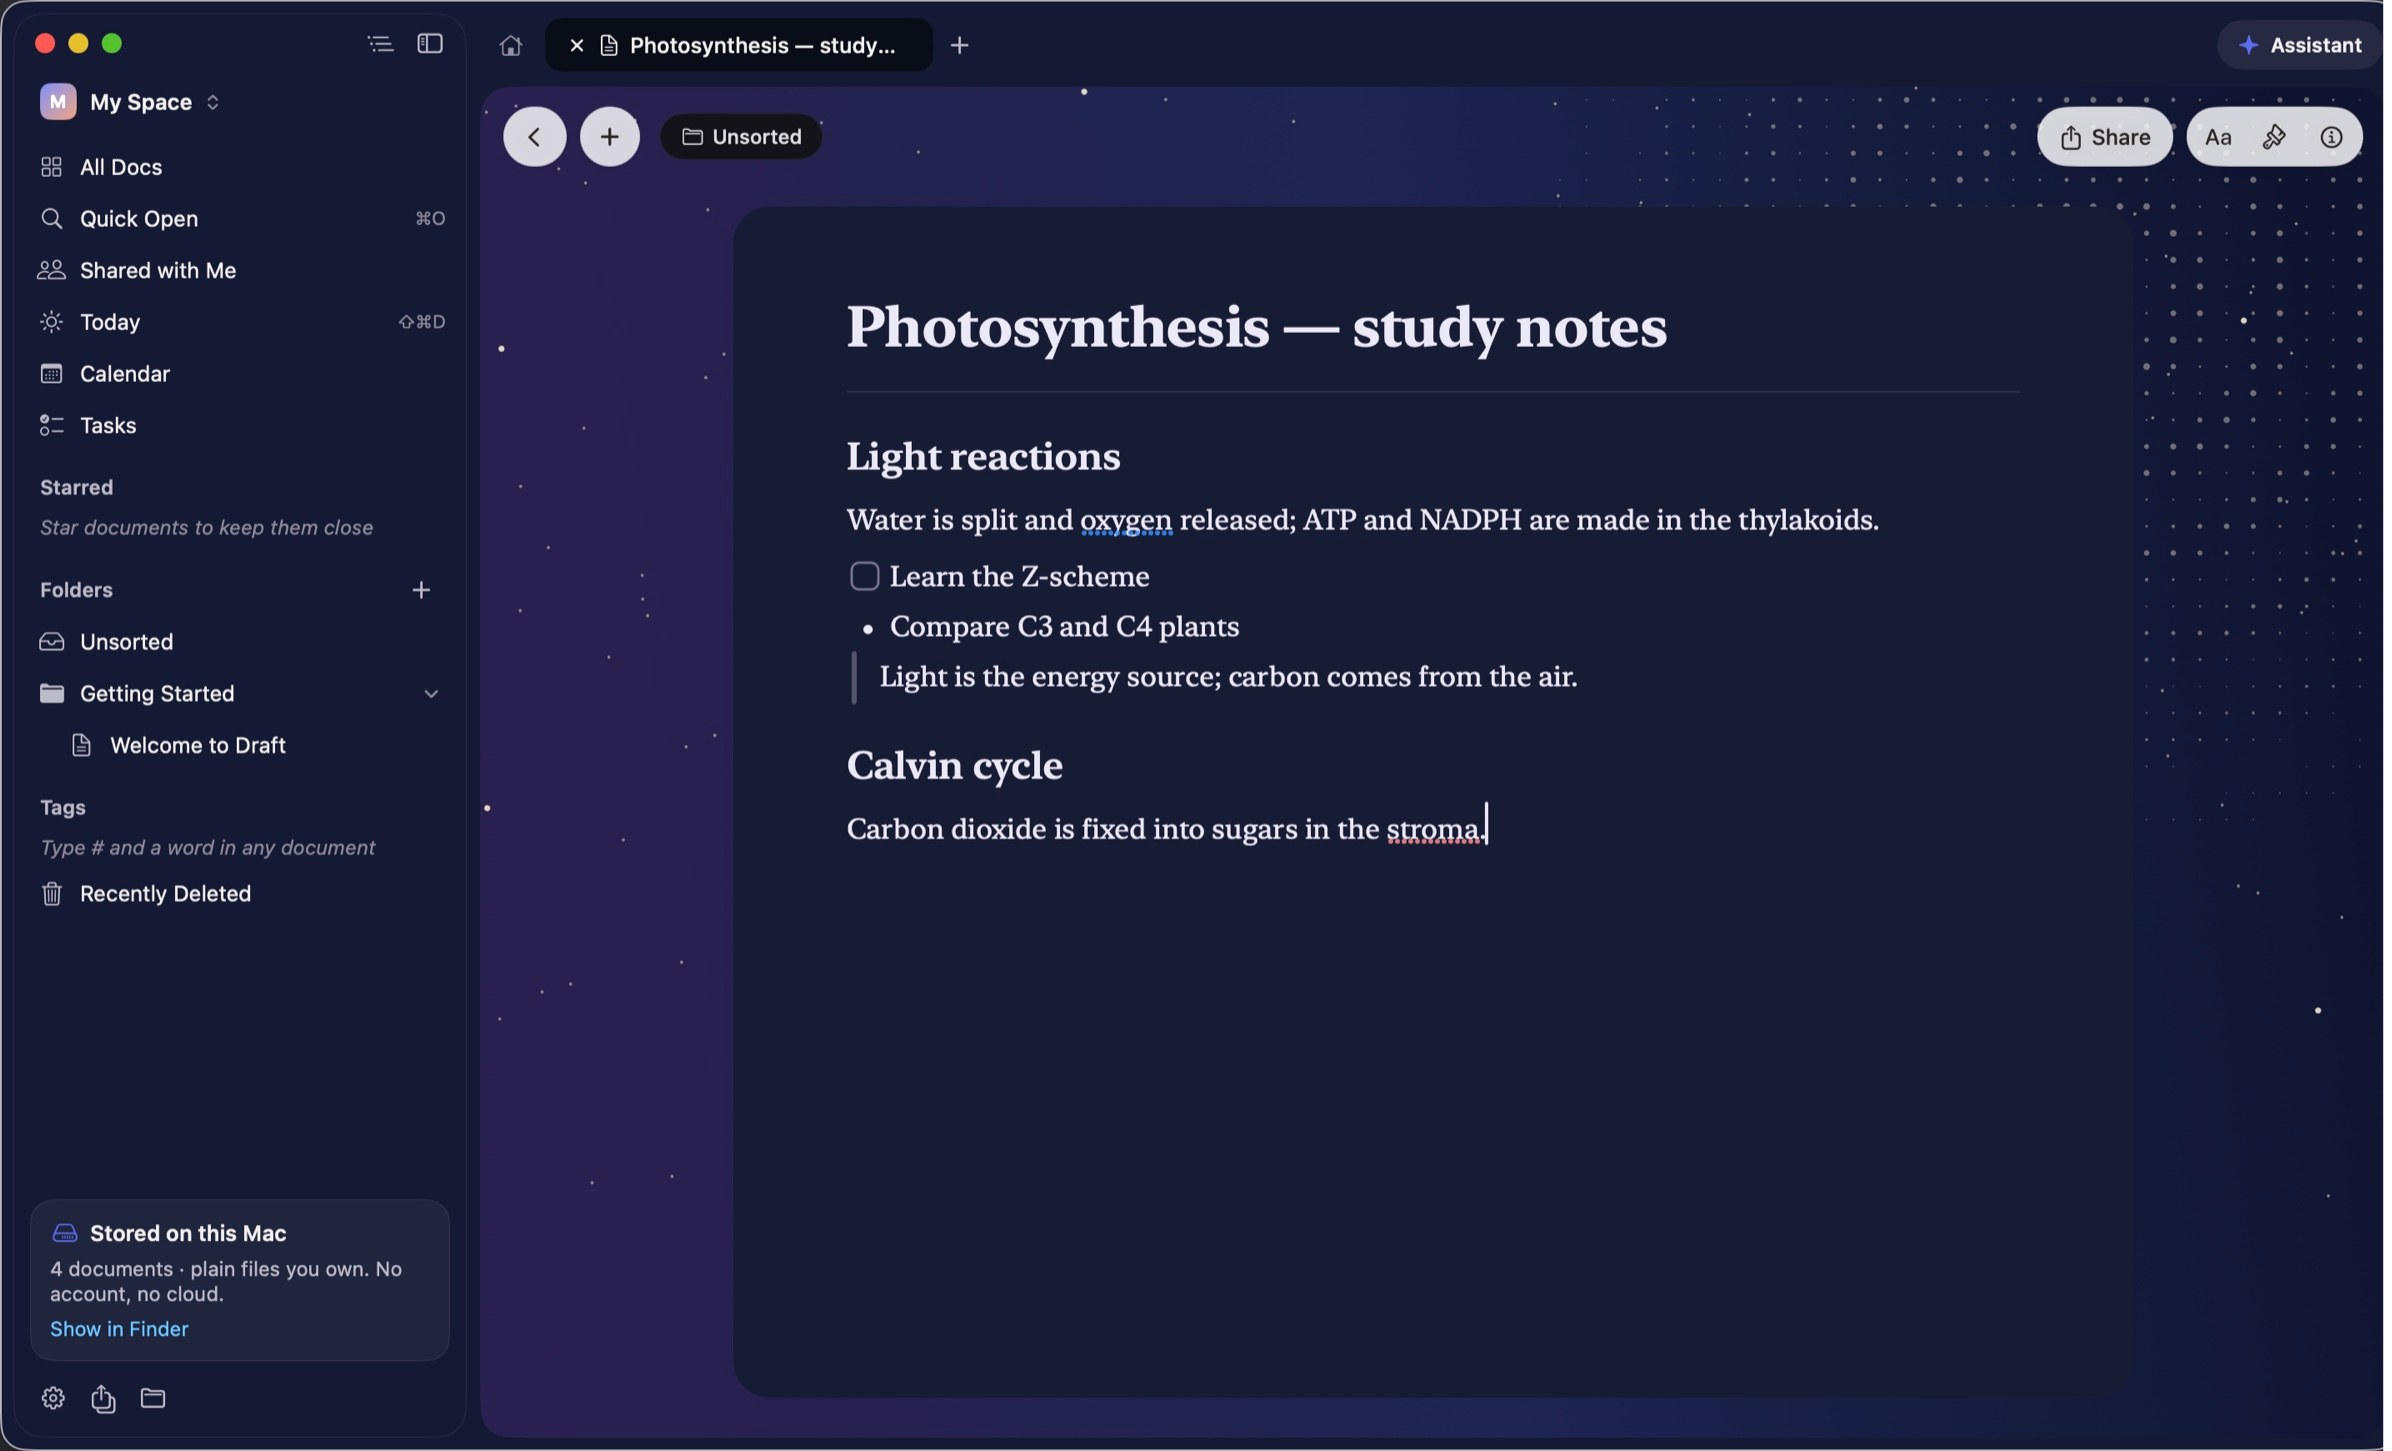 Photosynthesis — study...
Assistant
M
My Space
All Docs
Quick Open ⌘O
Shared with Me
Today ⇧⌘D
Calendar
Tasks
Starred
Star documents to keep them close
Folders
Unsorted
Getting Started
Welcome to Draft
Tags
Type # and a word in any document
Recently Deleted
Stored on this Mac
4 documents · plain files you own. No
account, no cloud.
Show in Finder
Unsorted
Share
Aa
Photosynthesis — study notes
Light reactions
Water is split and oxygen released; ATP and NADPH are made in the thylakoids.
Learn the Z-scheme
• Compare C3 and C4 plants
Light is the energy source; carbon comes from the air.
Calvin cycle
Carbon dioxide is fixed into sugars in the stroma.